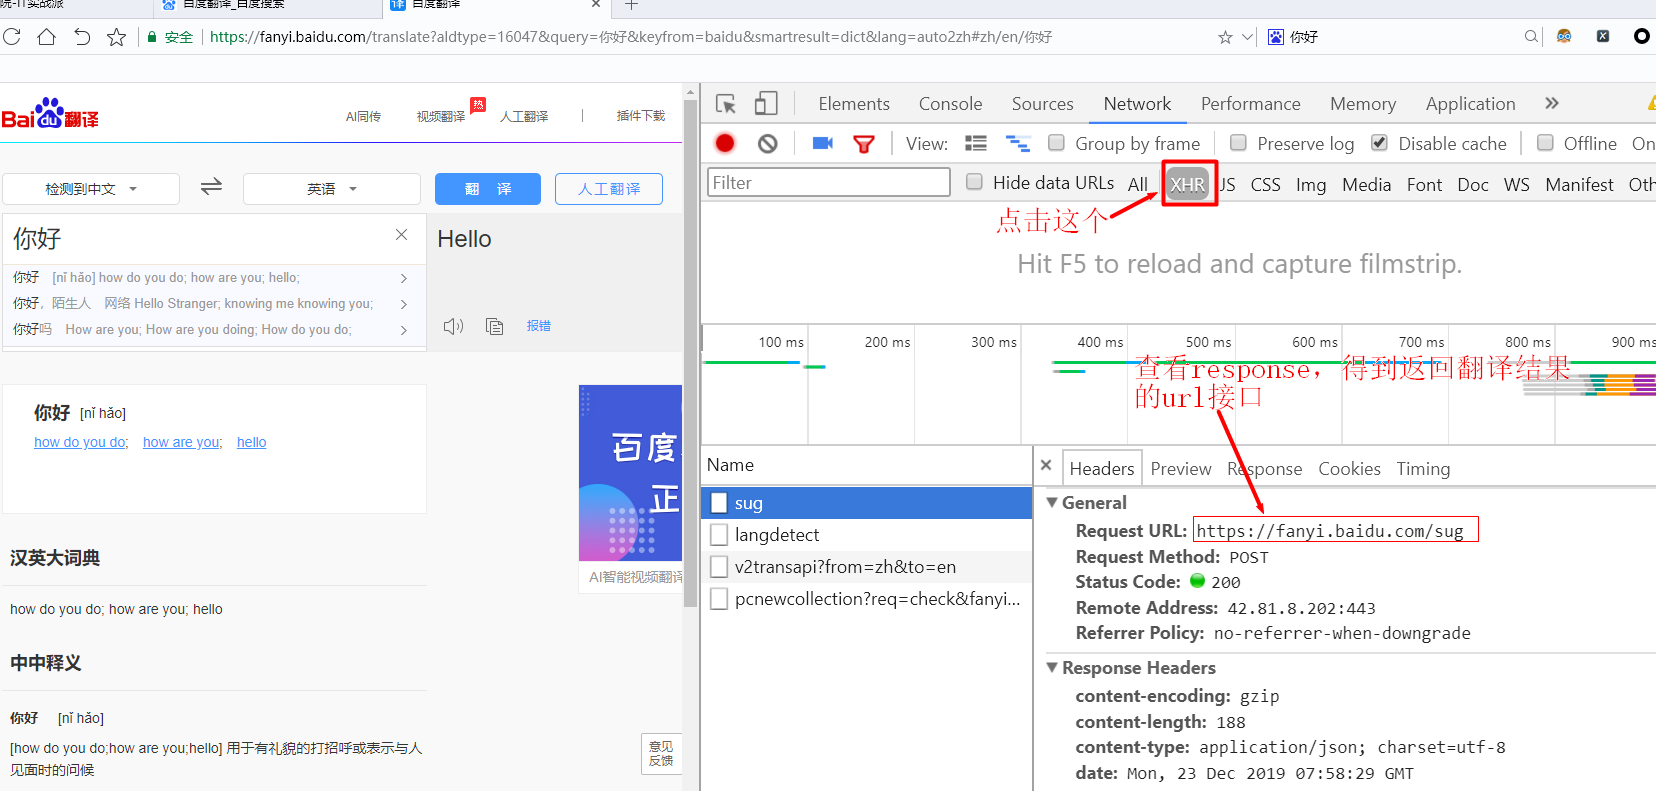 院-IT实战派
百度翻译_百度搜索
译 百度翻译
安全 https://fanyi.baidu.com/translate?aldtype=16047&query=你好&keyfrom=baidu&smartresult=dict&lang=auto2zh#zh/en/你好
你好
Bai du 翻译
AI同传 视频翻译 热 人工翻译 | 插件下载
检测到中文 英语 翻 译 人工翻译
你好
Hello
你好 [nǐ hǎo] how do you do; how are you; hello;
你好，陌生人 网络 Hello Stranger; knowing me knowing you;
你好吗 How are you; How are you doing; How do you do;
报错
你好 [nǐ hǎo]
how do you do; how are you; hello
百度
正
AI智能视频翻译
汉英大词典
how do you do; how are you; hello
中中释义
你好 [nǐ hǎo]
[how do you do;how are you;hello] 用于有礼貌的打招呼或表示与人
见面时的问候
意见
反馈
Elements Console Sources Network Performance Memory Application »
View: Group by frame Preserve log Disable cache Offline On
Filter Hide data URLs All XHR JS CSS Img Media Font Doc WS Manifest Oth
点击这个
Hit F5 to reload and capture filmstrip.
100 ms 200 ms 300 ms 400 ms 500 ms 600 ms 700 ms 800 ms 900 ms
查看response，得到返回翻译结果
的url接口
Name
sug
langdetect
v2transapi?from=zh&to=en
pcnewcollection?req=check&fanyi...
Headers Preview Response Cookies Timing
General
Request URL: https://fanyi.baidu.com/sug
Request Method: POST
Status Code: 200
Remote Address: 42.81.8.202:443
Referrer Policy: no-referrer-when-downgrade
Response Headers
content-encoding: gzip
content-length: 188
content-type: application/json; charset=utf-8
date: Mon, 23 Dec 2019 07:58:29 GMT